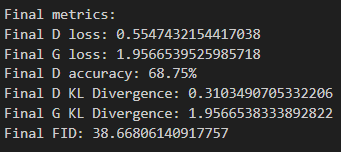 Final metrics:
Final D loss: 0.5547432154417038
Final G loss: 1.9566539525985718
Final D accuracy: 68.75%
Final D KL Divergence: 0.3103490705332206
Final G KL Divergence: 1.9566538333892822
Final FID: 38.66806140917757